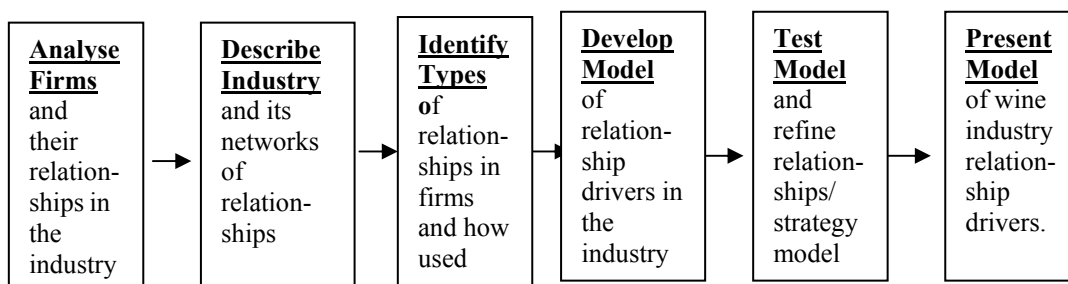 Analyse
Firms
and
their
relation-
ships in
the
industry
Describe
Industry
and its
networks
of
relation-
ships
Identify
Types
of
relation-
ships in
firms
and how
used
Develop
Model
of
relation-
ship
drivers in
the
industry
Test
Model
and
refine
relation-
ships/
strategy
model
Present
Model
of wine
industry
relation-
ship
drivers.